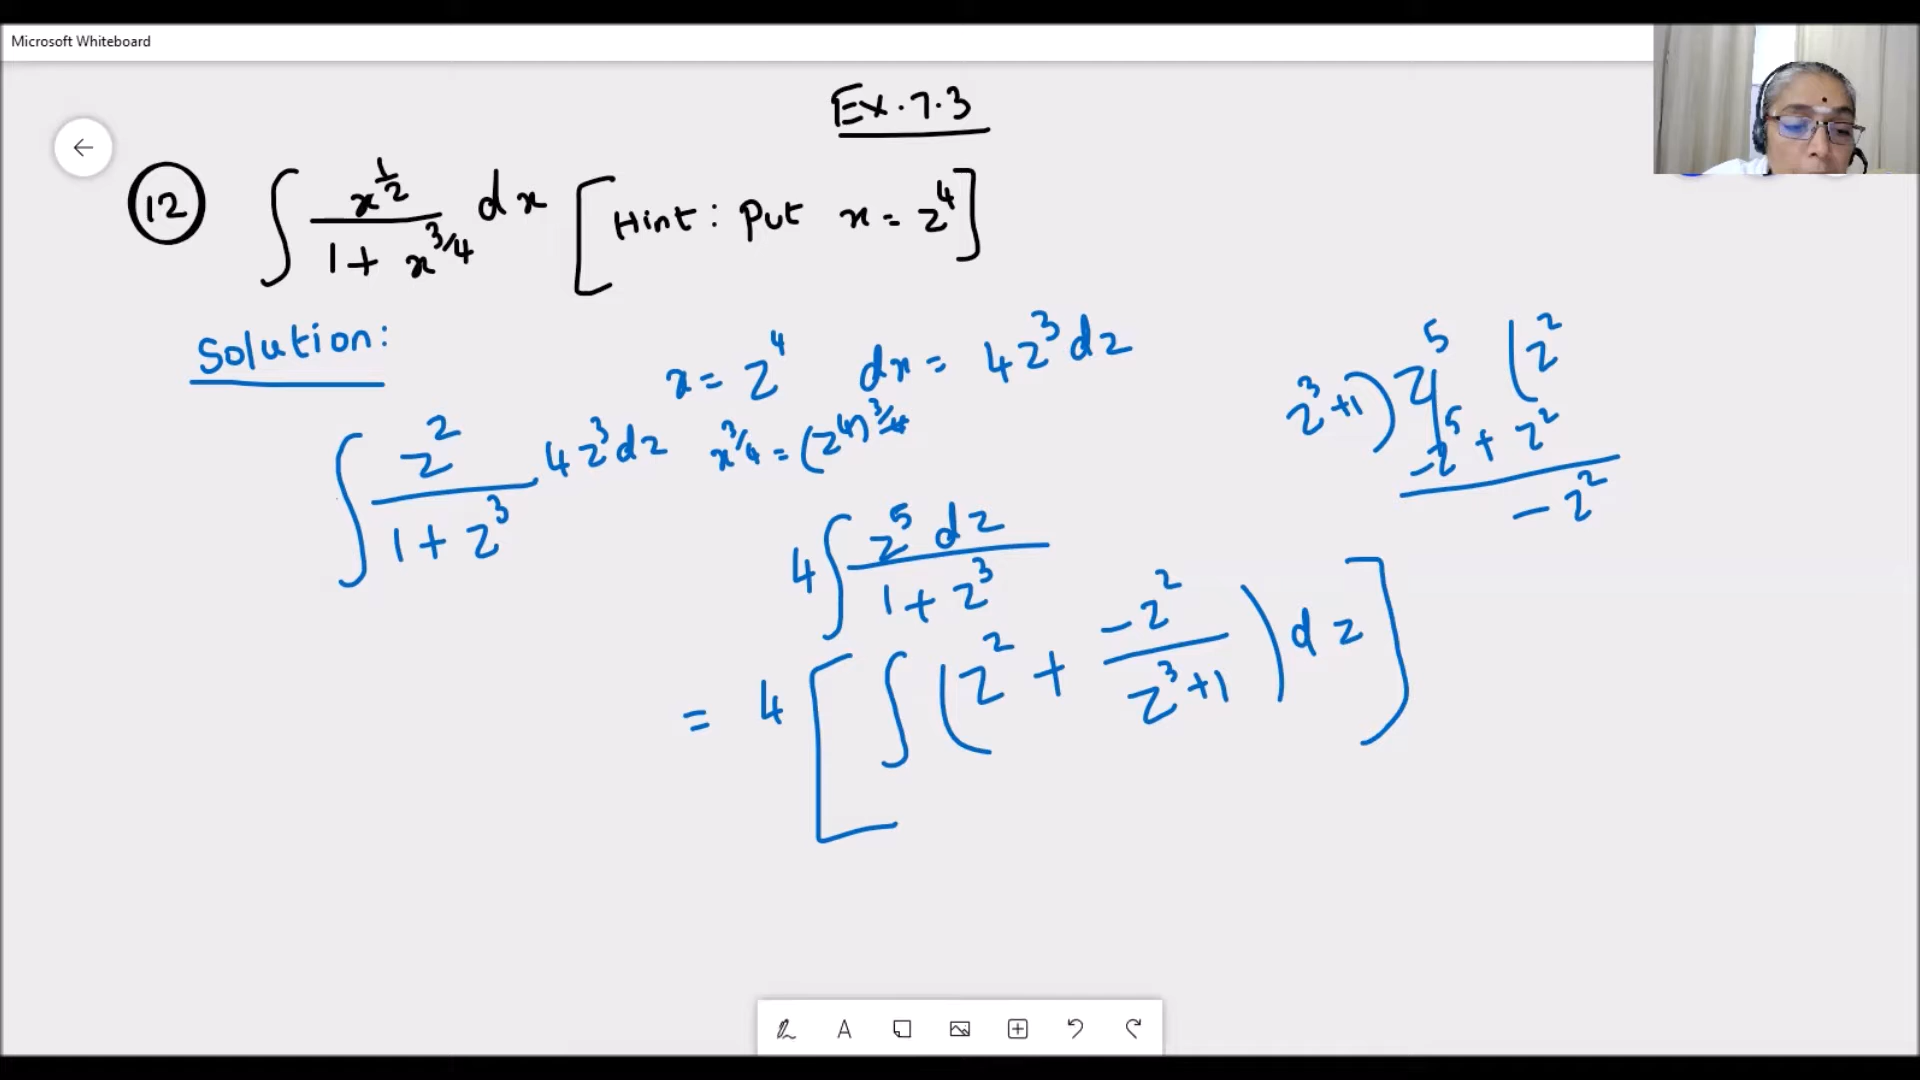 Microsoft Whiteboard
Ex.7.3
12 ∫ x^(1/2) / (1 + x^(3/4)) dx [Hint: Put x = z^4]
Solution:
x = z^4 dx = 4z^3 dz
∫ z^2 / (1 + z^3) 4z^3 dz x^(3/4) = (z^4)^(3/4)
z^3 + 1 ) z^5 ( z^2
- z^5 + z^2
- z^2
4 ∫ z^5 dz / (1 + z^3)
= 4 [ ∫ ( z^2 + -z^2 / (z^3 + 1) ) dz ]
A